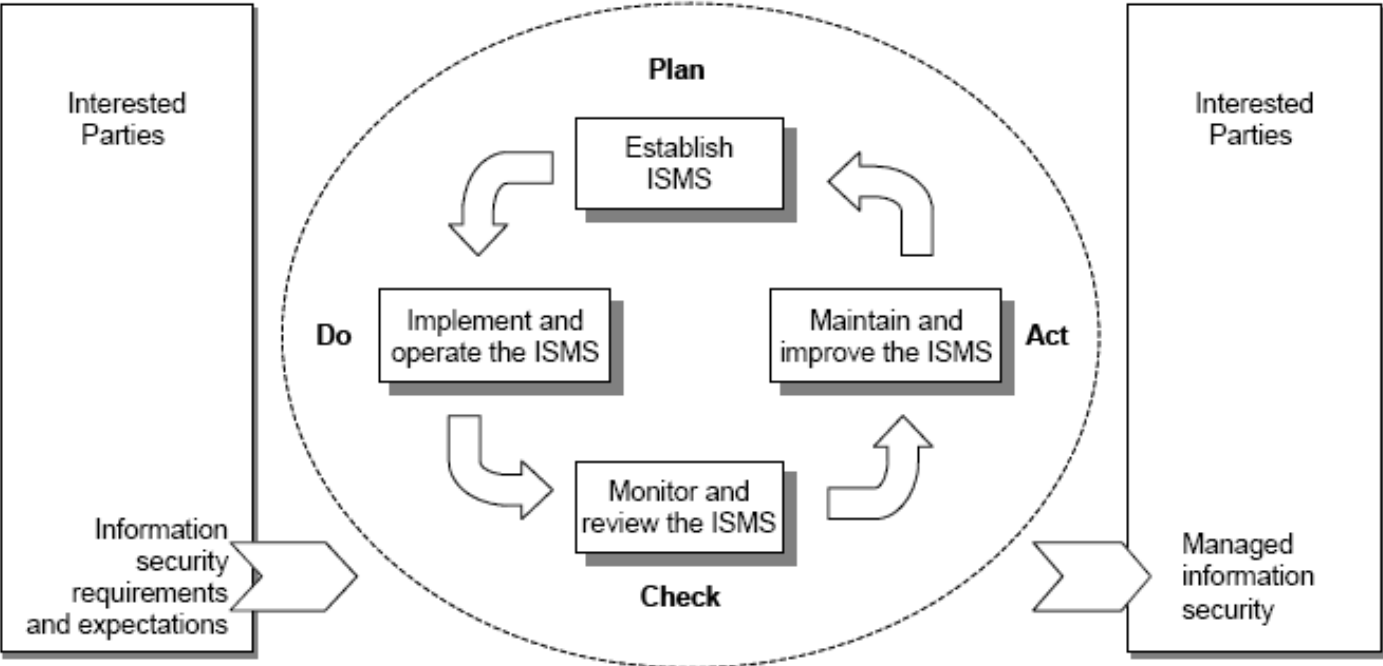 Interested
Parties
Information
security
requirements
and expectations
Plan
Establish
ISMS
Do
Implement and
operate the ISMS
Maintain and
improve the ISMS
Act
Monitor and
review the ISMS
Check
Interested
Parties
Managed
information
security